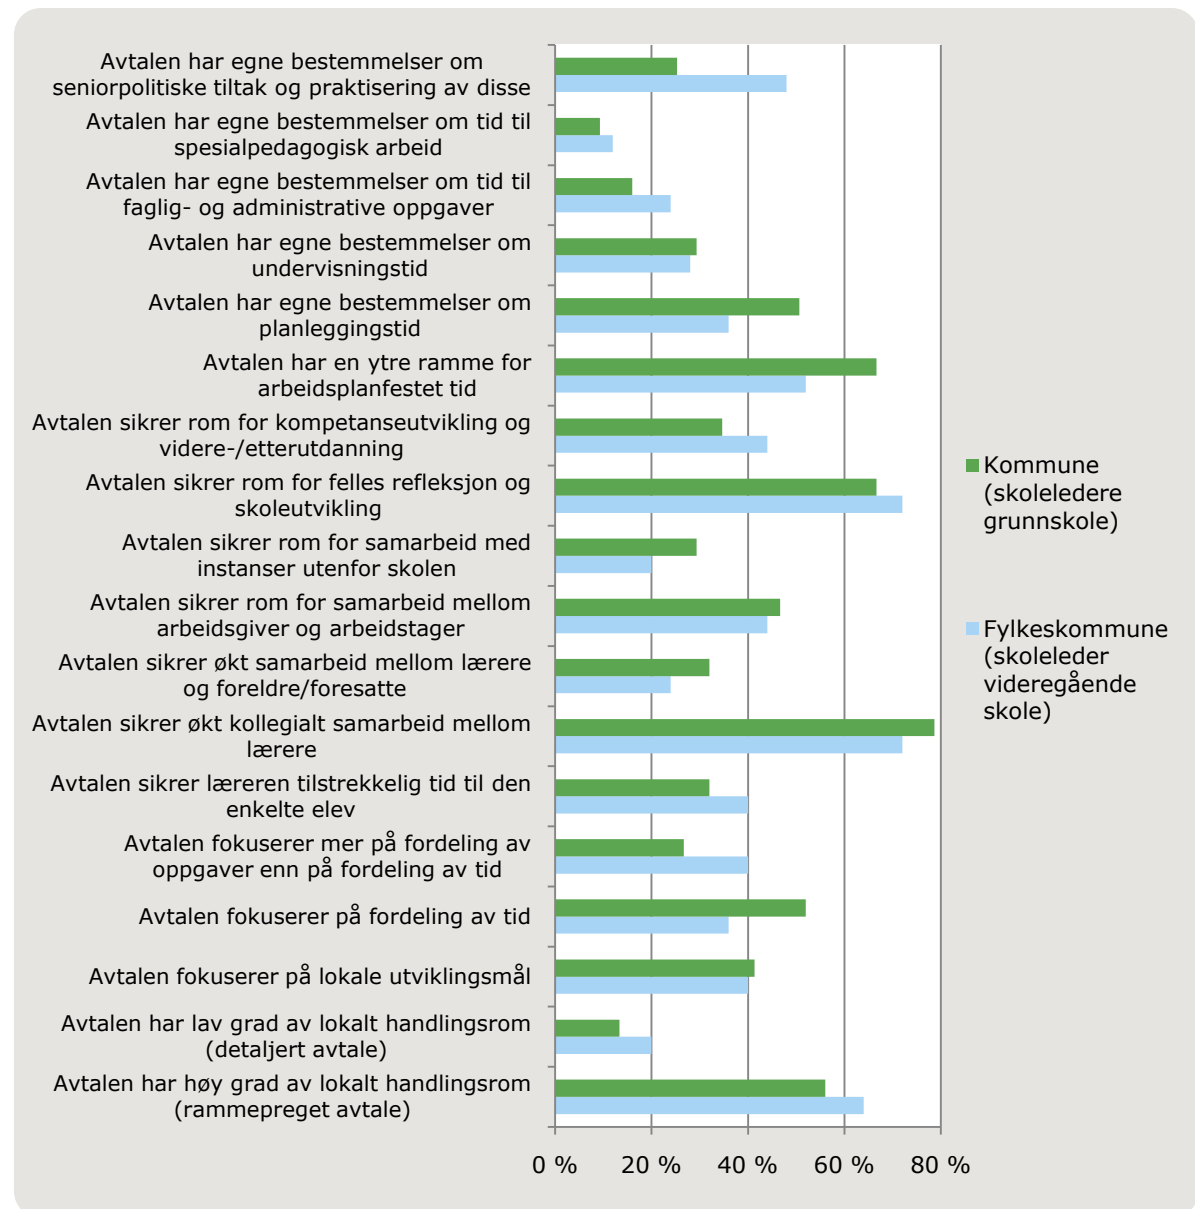 Avtalen har egne bestemmelser om
seniorpolitiske tiltak og praktisering av disse
Avtalen har egne bestemmelser om tid til
spesialpedagogisk arbeid
Avtalen har egne bestemmelser om tid til
faglig- og administrative oppgaver
Avtalen har egne bestemmelser om
undervisningstid
Avtalen har egne bestemmelser om
planleggingstid
Avtalen har en ytre ramme for
arbeidsplanfestet tid
Avtalen sikrer rom for kompetanseutvikling og
videre-/etterutdanning
Avtalen sikrer rom for felles refleksjon og
skoleutvikling
Avtalen sikrer rom for samarbeid med
instanser utenfor skolen
Avtalen sikrer rom for samarbeid mellom
arbeidsgiver og arbeidstager
Avtalen sikrer økt samarbeid mellom lærere
og foreldre/foresatte
Avtalen sikrer økt kollegialt samarbeid mellom
lærere
Avtalen sikrer læreren tilstrekkelig tid til den
enkelte elev
Avtalen fokuserer mer på fordeling av
oppgaver enn på fordeling av tid
Avtalen fokuserer på fordeling av tid
Avtalen fokuserer på lokale utviklingsmål
Avtalen har lav grad av lokalt handlingsrom
(detaljert avtale)
Avtalen har høy grad av lokalt handlingsrom
(rammepreget avtale)
0 % 20 % 40 % 60 % 80 %
Kommune
(skoleledere
grunnskole)
Fylkeskommune
(skoleleder
videregående
skole)